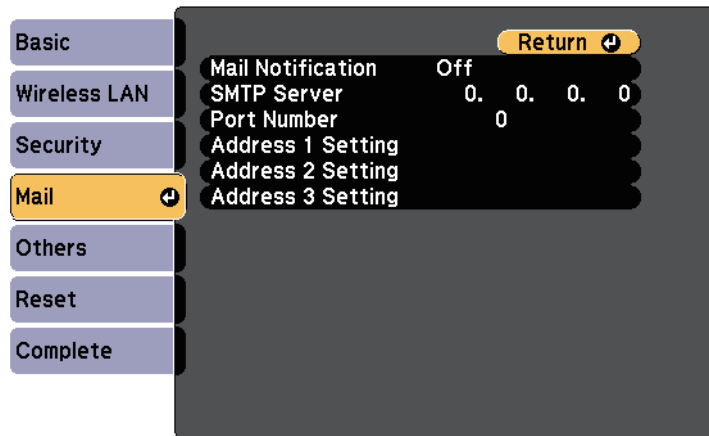 Basic
Wireless LAN
Security
Mail
Others
Reset
Complete
Return
Mail Notification Off
SMTP Server 0. 0. 0. 0
Port Number 0
Address 1 Setting
Address 2 Setting
Address 3 Setting